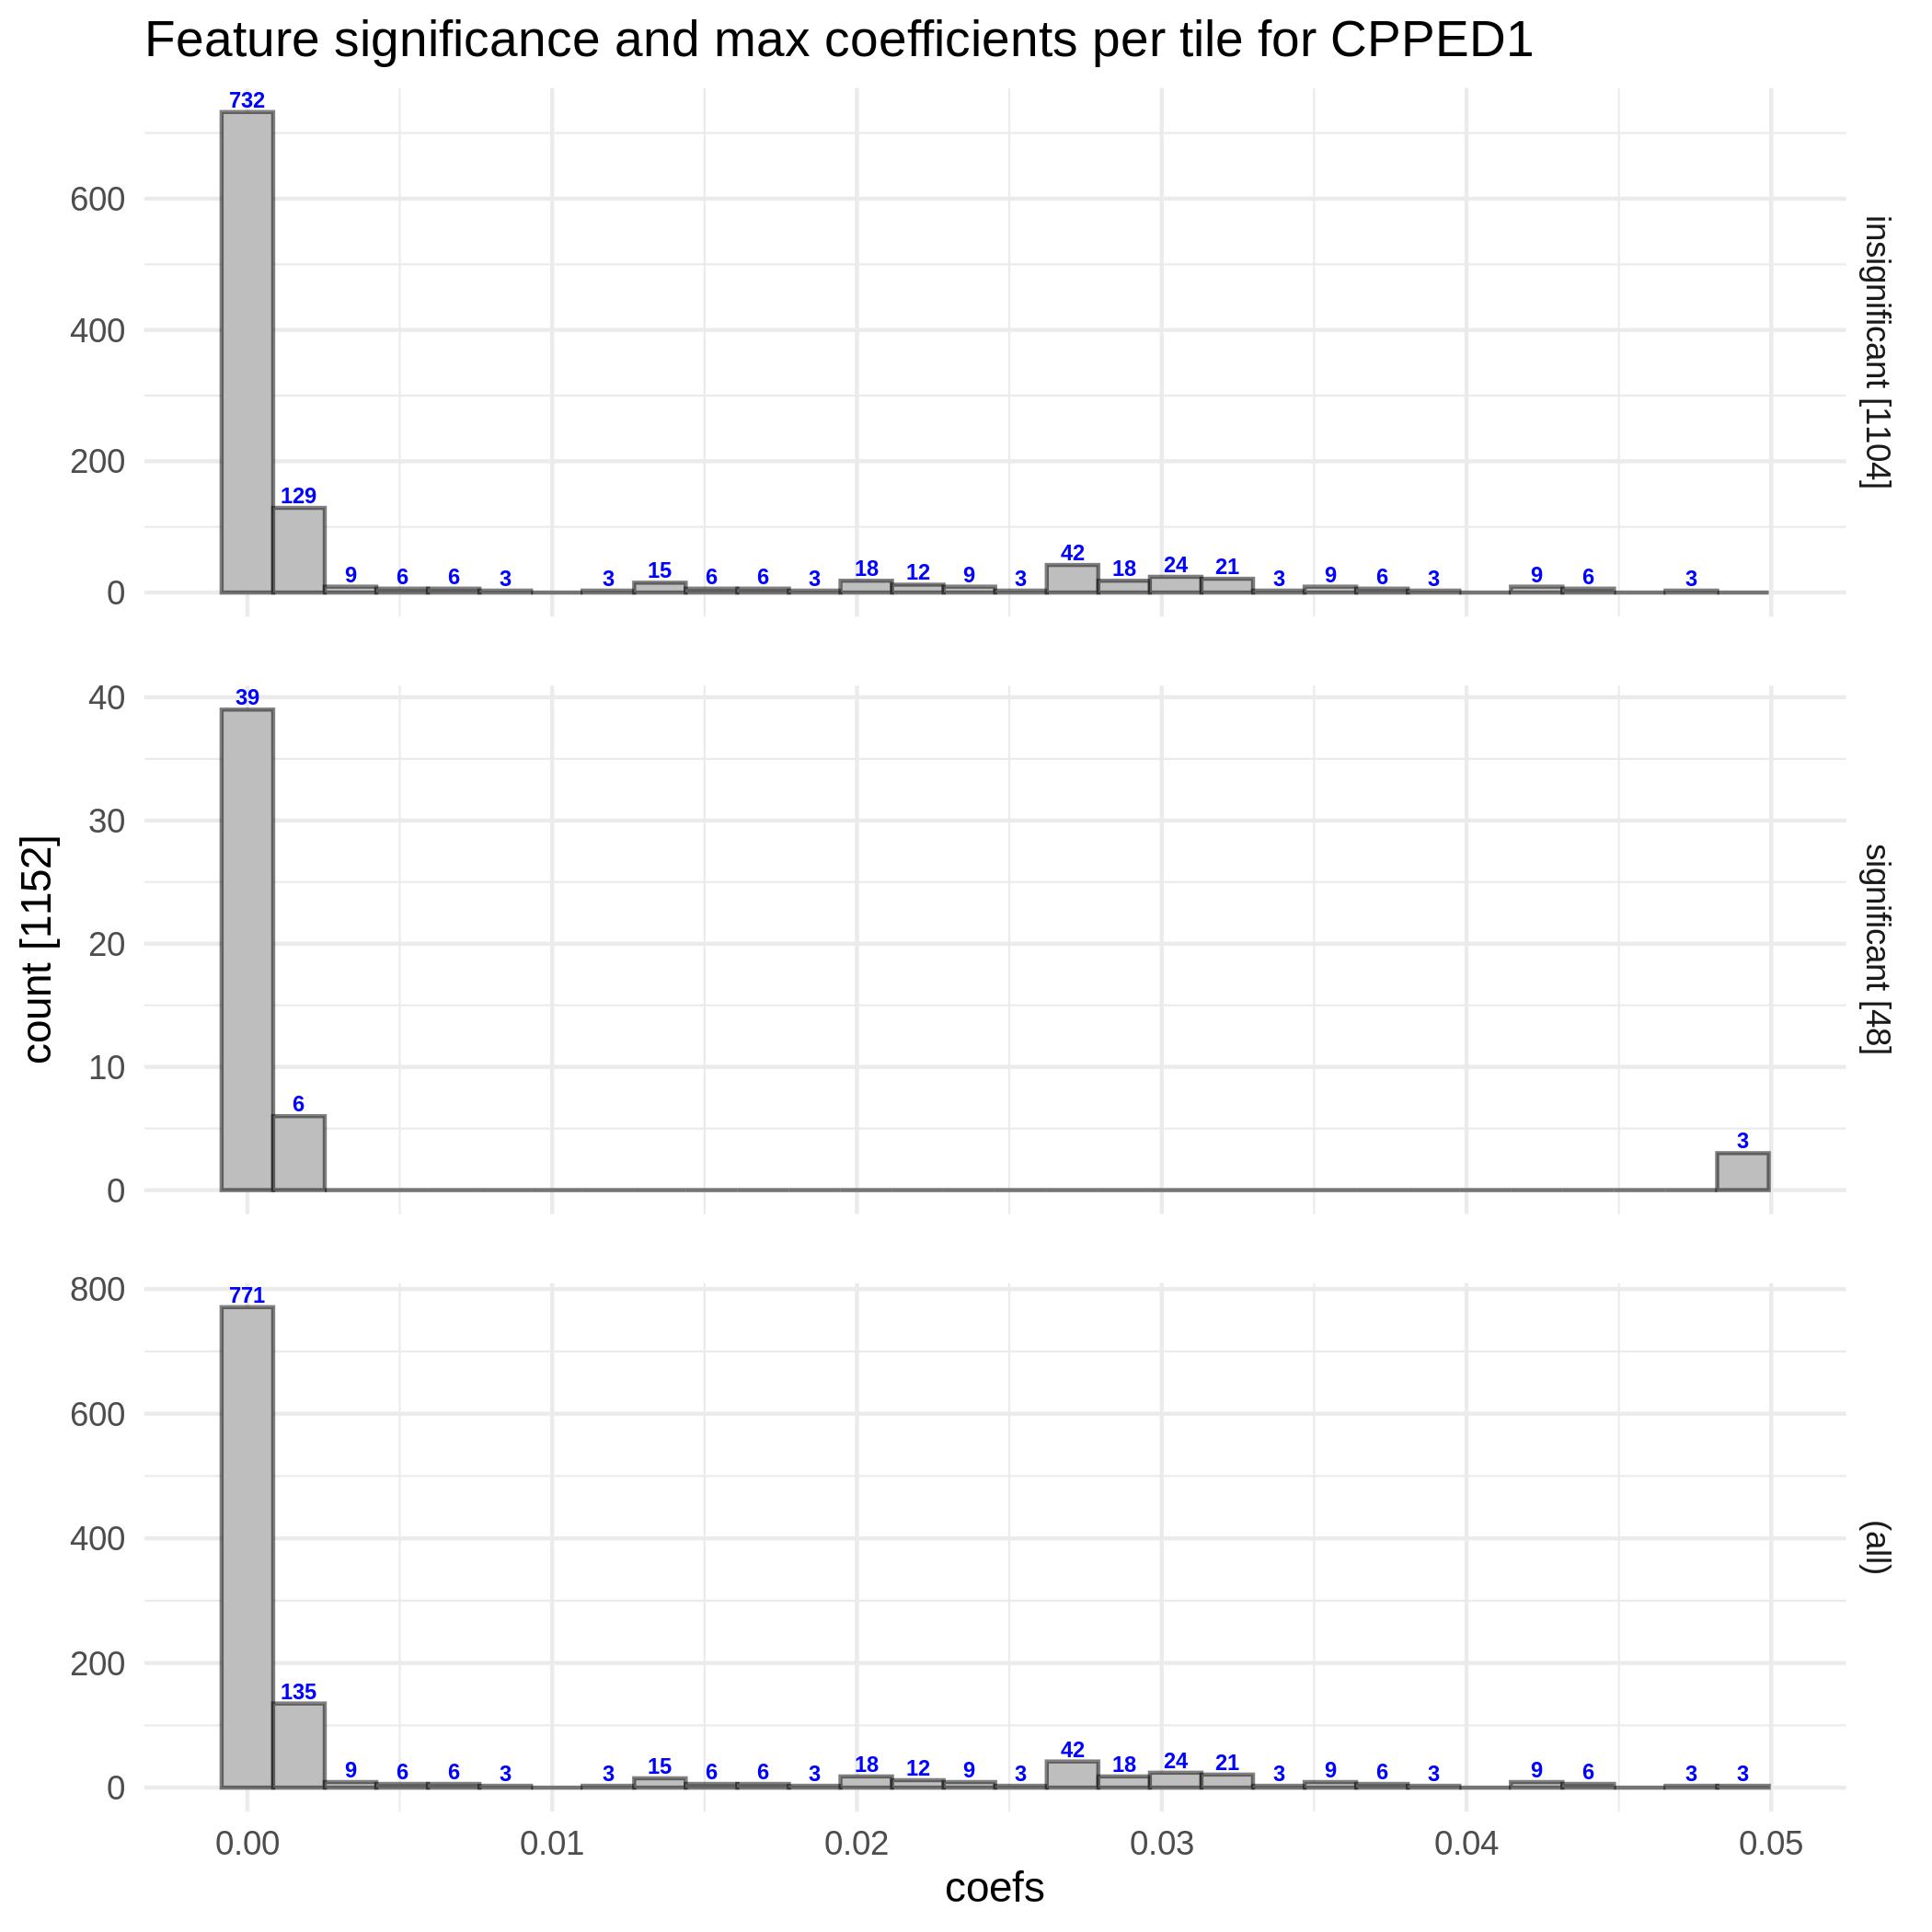 Feature significance and max coefficients per tile for CPPED1
732
600
400
200
129
9 6 6 3 3 15 6 6 3 18 12 9 3 42 18 24 21 3 9 6 3 9 6 3
0
insignificant [1104]
count [1152]
40
39
30
20
10
6
3
0
significant [48]
800
771
600
400
200
135
9 6 6 3 3 15 6 6 3 18 12 9 3 42 18 24 21 3 9 6 3 9 6 3 3
0
(all)
0.00 0.01 0.02 0.03 0.04 0.05
coefs